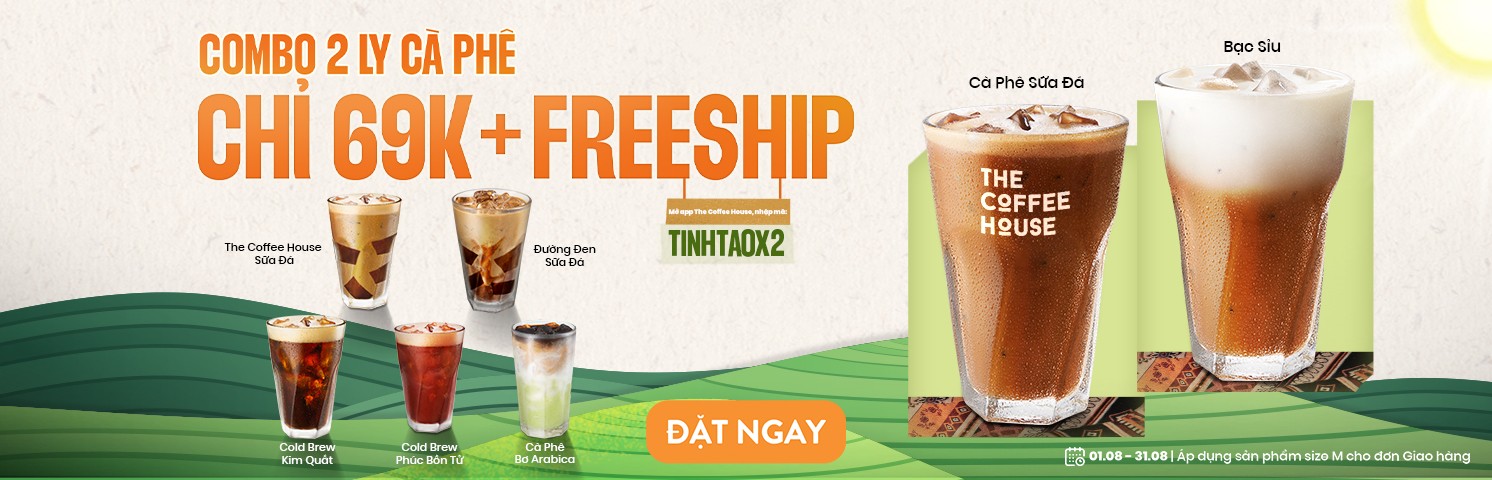 COMBO 2 LY CÀ PHÊ
CHỈ 69K + FREESHIP
Mở app The Coffee House, nhập mã:
TINHTAOX2
The Coffee House
Sữa Đá
Đường Đen
Sữa Đá
Cold Brew
Kim Quất
Cold Brew
Phúc Bồn Tử
Cà Phê
Bơ Arabica
ĐẶT NGAY
Cà Phê Sữa Đá
THE
COFFEE
HOUSE
Bạc Sỉu
01.08 - 31.08 | Áp dụng sản phẩm size M cho đơn Giao hàng